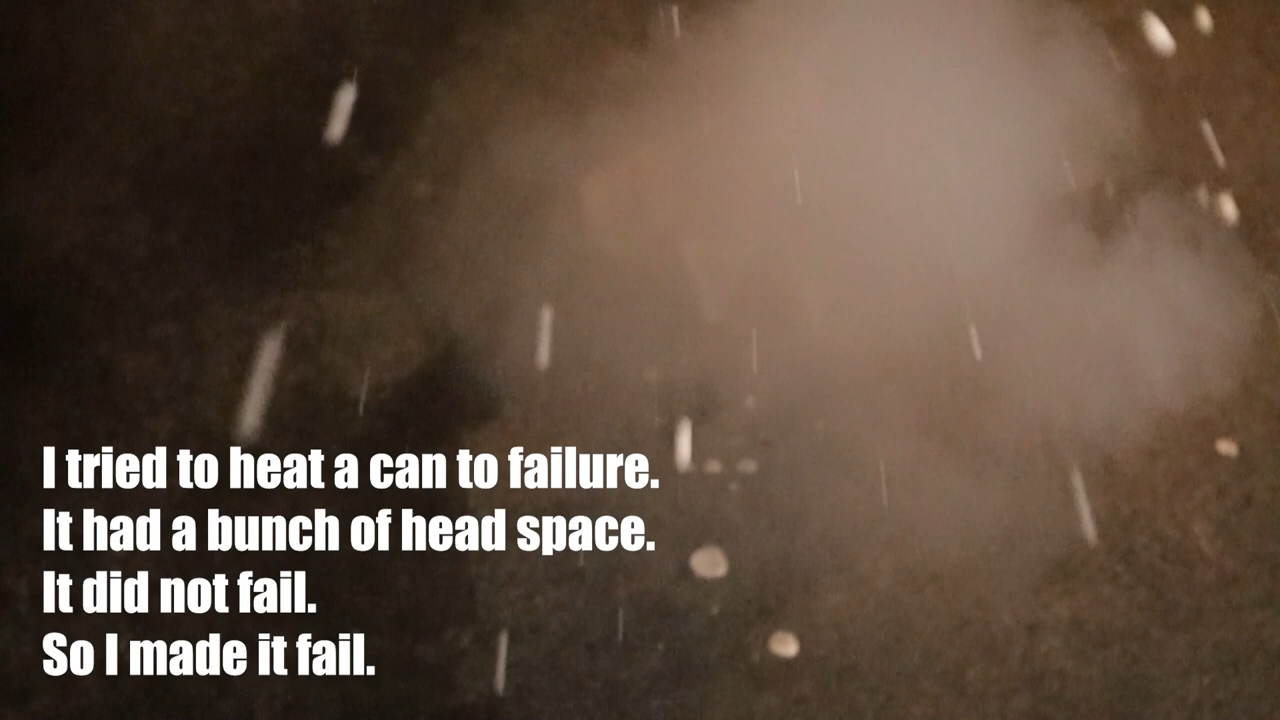 I tried to heat a can to failure.
It had a bunch of head space.
It did not fail.
So I made it fail.